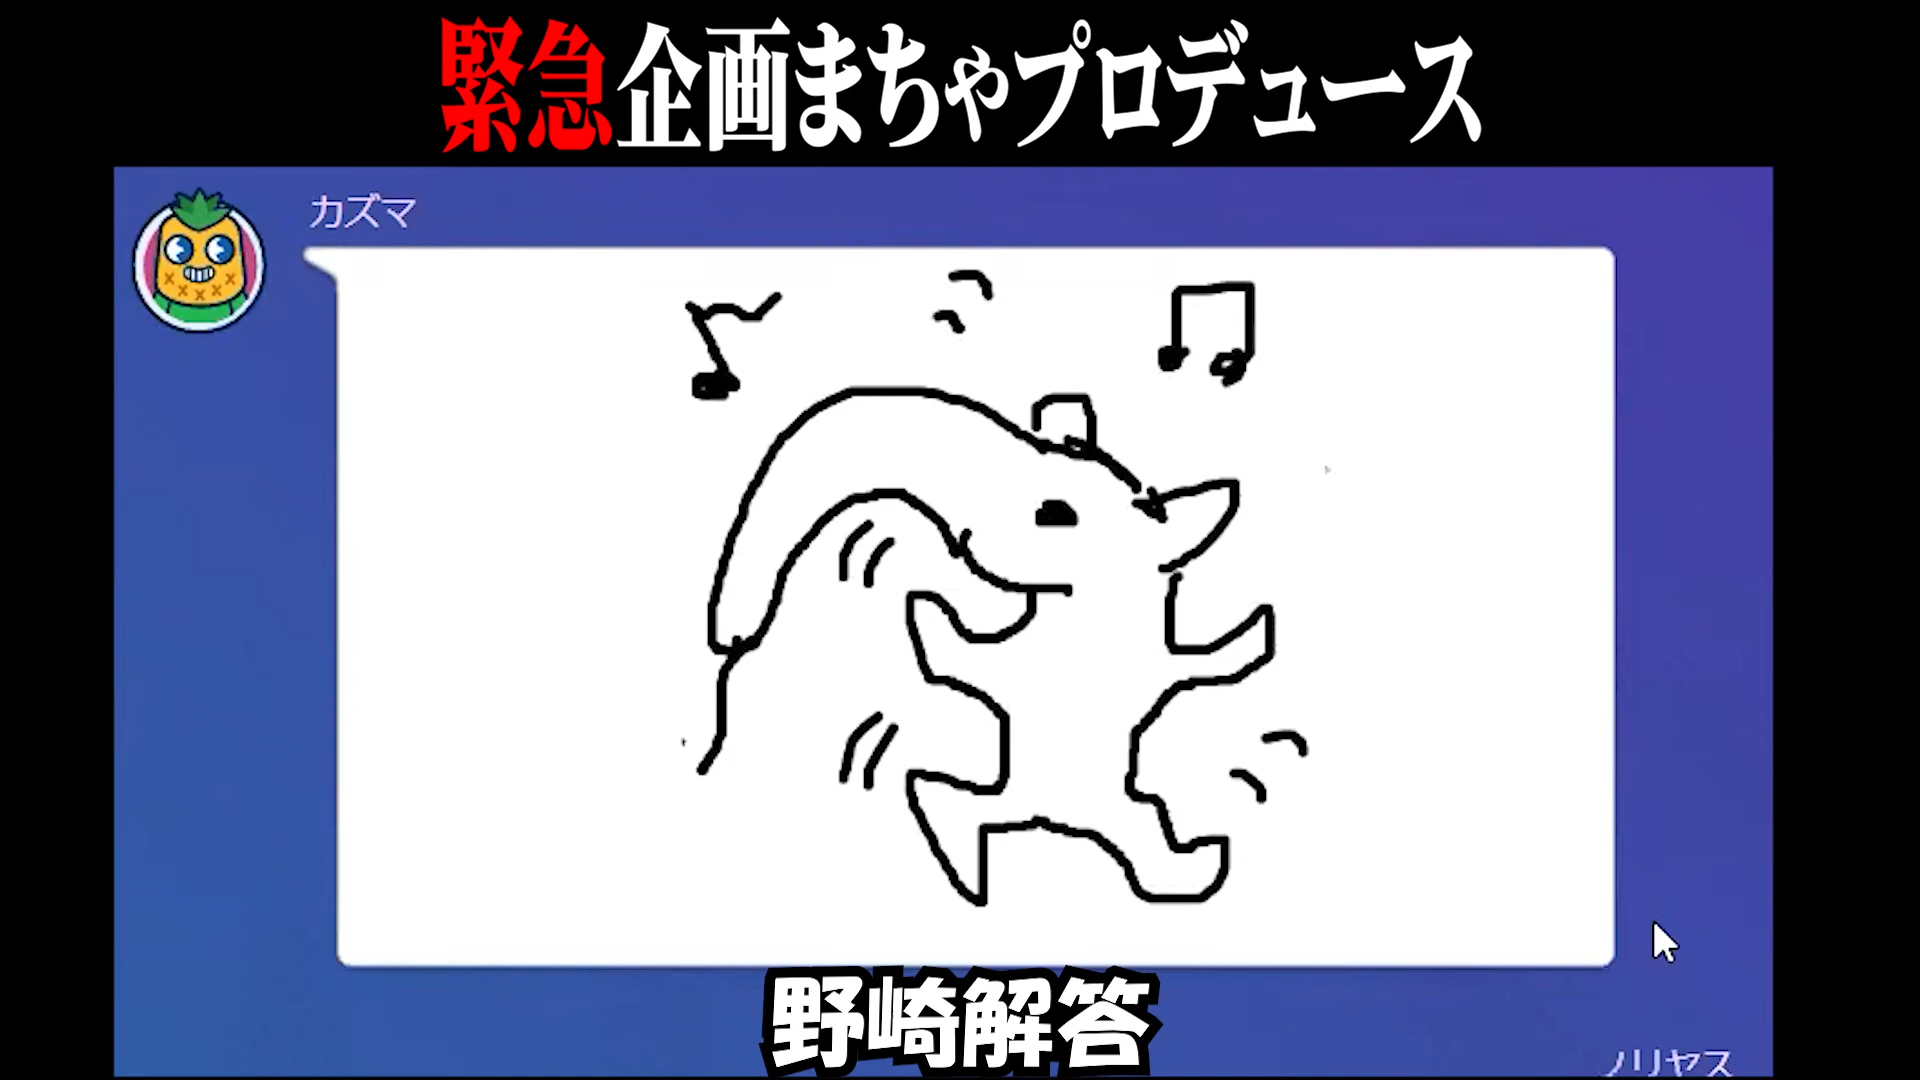 緊急企画まちゃプロデュース
カズマ
野崎解答
ノリヤス